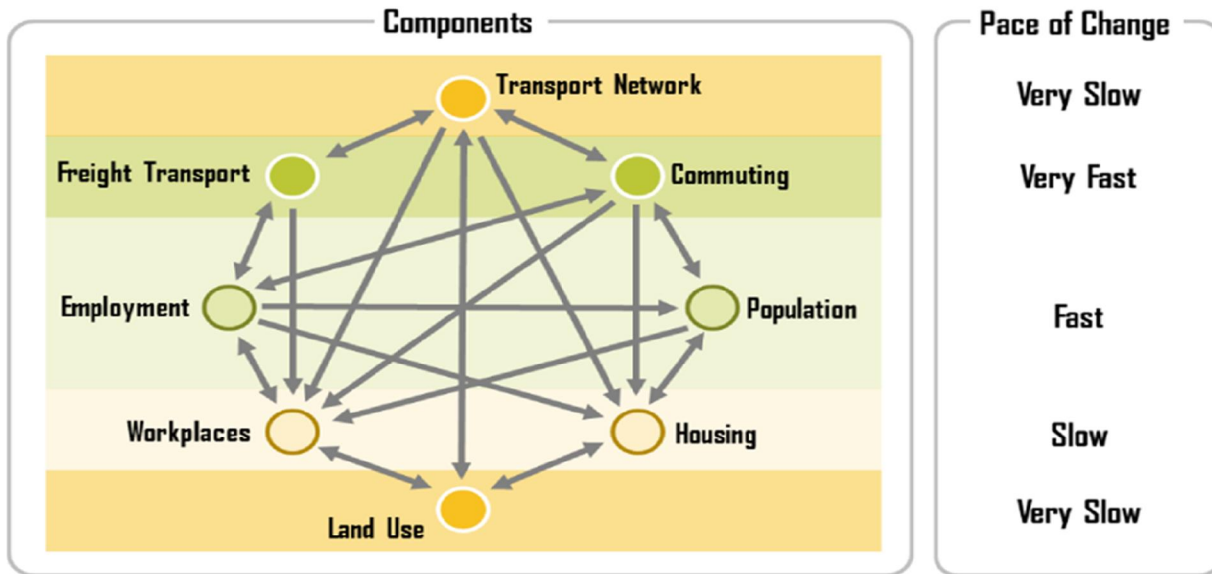 Components
Pace of Change
Transport Network
Very Slow
Freight Transport
Commuting
Very Fast
Employment
Population
Fast
Workplaces
Housing
Slow
Land Use
Very Slow